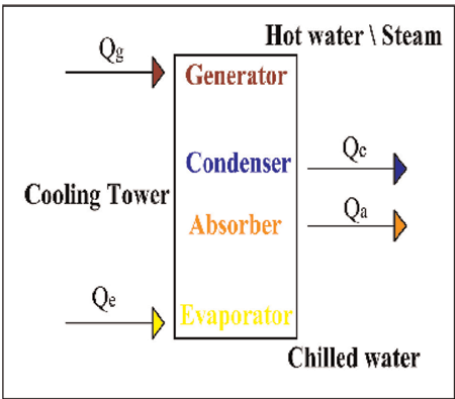 Hot water \ Steam
Qg
Generator
Condenser
Qc
Cooling Tower
Absorber
Qa
Qe
Evaporator
Chilled water